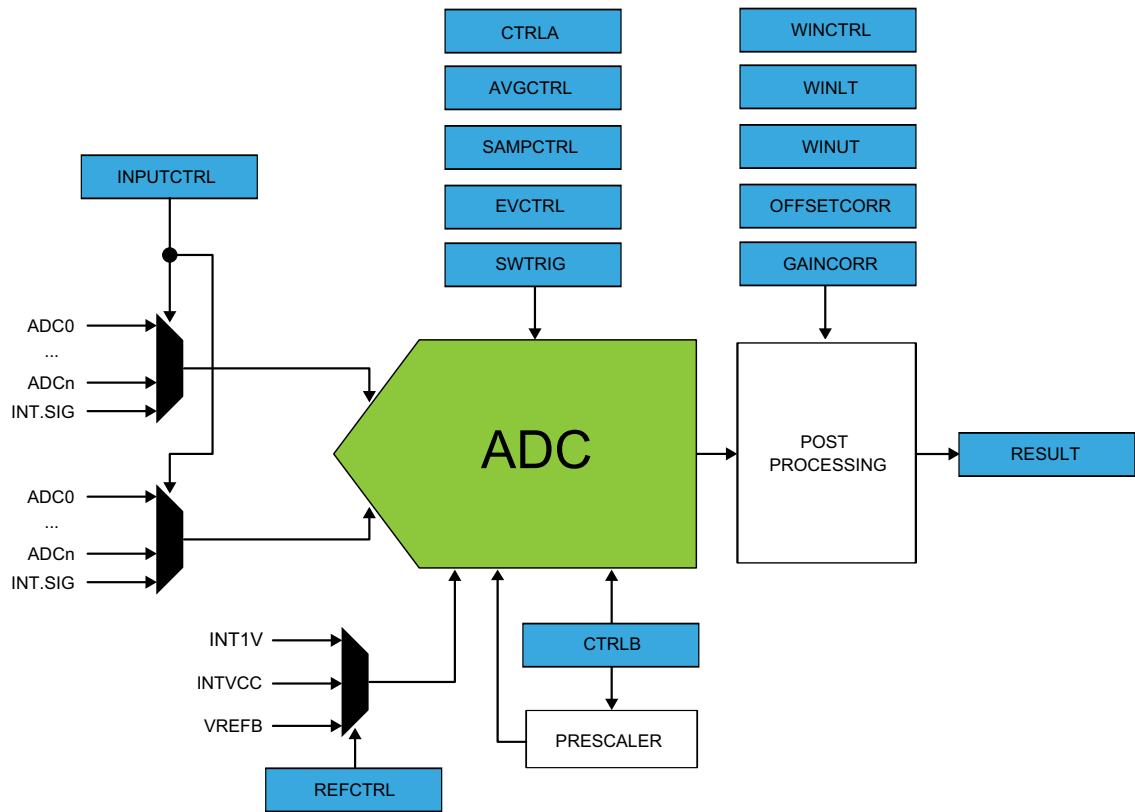 CTRLA
WINCTRL
AVGCTRL
WINLT
SAMPCTRL
WINUT
INPUTCTRL
EVCTRL
OFFSETCORR
SWTRIG
GAINCORR
ADC0
...
ADCn
INT.SIG
ADC
POST
PROCESSING
RESULT
ADC0
...
ADCn
INT.SIG
INT1V
CTRLB
INTVCC
VREFB
PRESCALER
REFCTRL